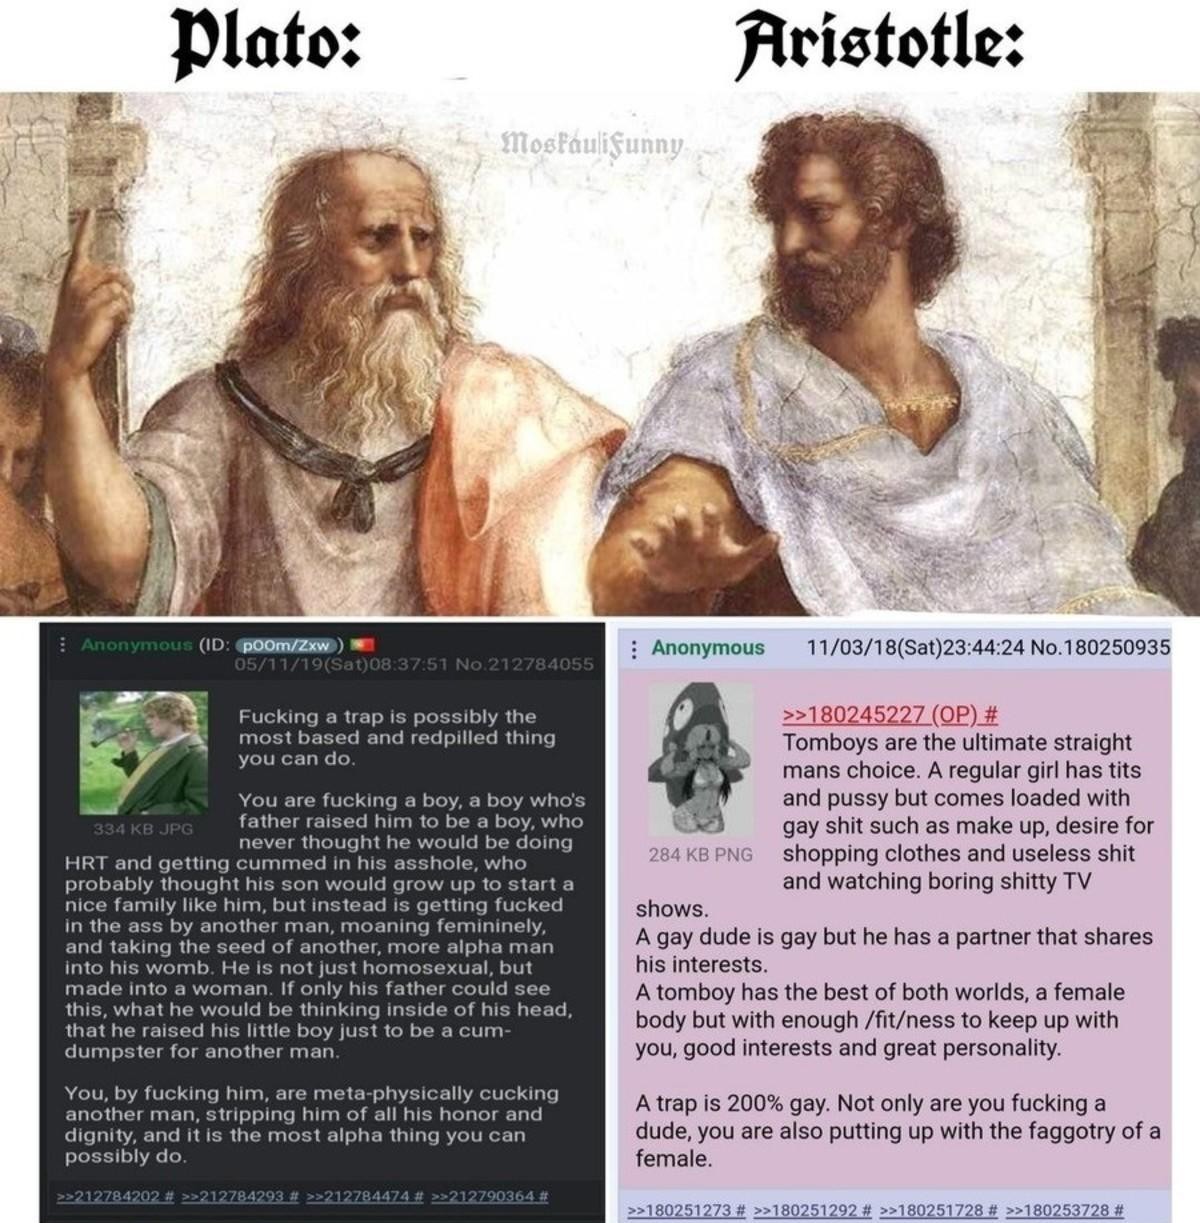 Plato:
Aristotle:
MoskauliFunny
Anonymous (ID: pOOm/Zxw )
05/11/19(Sat)08:37:51 No.212784055
334 KB JPG
Fucking a trap is possibly the
most based and redpilled thing
you can do.
You are fucking a boy, a boy who's
father raised him to be a boy, who
never thought he would be doing
HRT and getting cummed in his asshole, who
probably thought his son would grow up to start a
nice family like him, but instead is getting fucked
in the ass by another man, moaning femininely,
and taking the seed of another, more alpha man
into his womb. He is not just homosexual, but
made into a woman. If only his father could see
this, what he would be thinking inside of his head,
that he raised his little boy just to be a cum-
dumpster for another man.
You, by fucking him, are meta-physically cucking
another man, stripping him of all his honor and
dignity, and it is the most alpha thing you can
possibly do.
>>212784202 # >>212784293 # >>212784474 # >>212790364 #
Anonymous 11/03/18(Sat)23:44:24 No.180250935
284 KB PNG
>>180245227 (OP) #
Tomboys are the ultimate straight
mans choice. A regular girl has tits
and pussy but comes loaded with
gay shit such as make up, desire for
shopping clothes and useless shit
and watching boring shitty TV
shows.
A gay dude is gay but he has a partner that shares
his interests.
A tomboy has the best of both worlds, a female
body but with enough /fit/ness to keep up with
you, good interests and great personality.
A trap is 200% gay. Not only are you fucking a
dude, you are also putting up with the faggotry of a
female.
>>180251273 # >>180251292 # >>180251728 # >>180253728 #